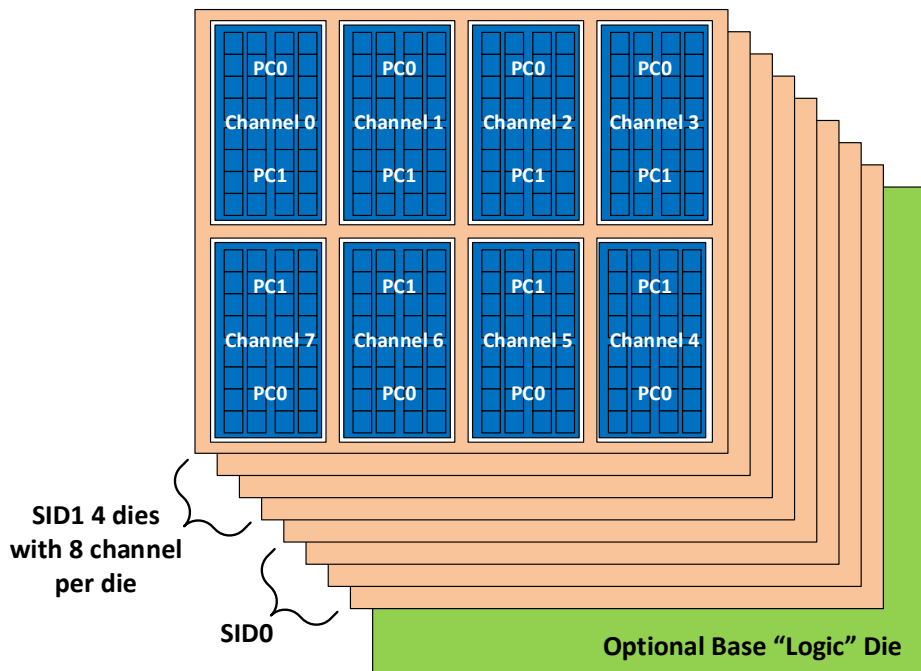 PC0 PC0 PC0 PC0
Channel 0 Channel 1 Channel 2 Channel 3
PC1 PC1 PC1 PC1
PC1 PC1 PC1 PC1
Channel 7 Channel 6 Channel 5 Channel 4
PC0 PC0 PC0 PC0
SID1 4 dies
with 8 channel
per die
SID0
Optional Base “Logic” Die